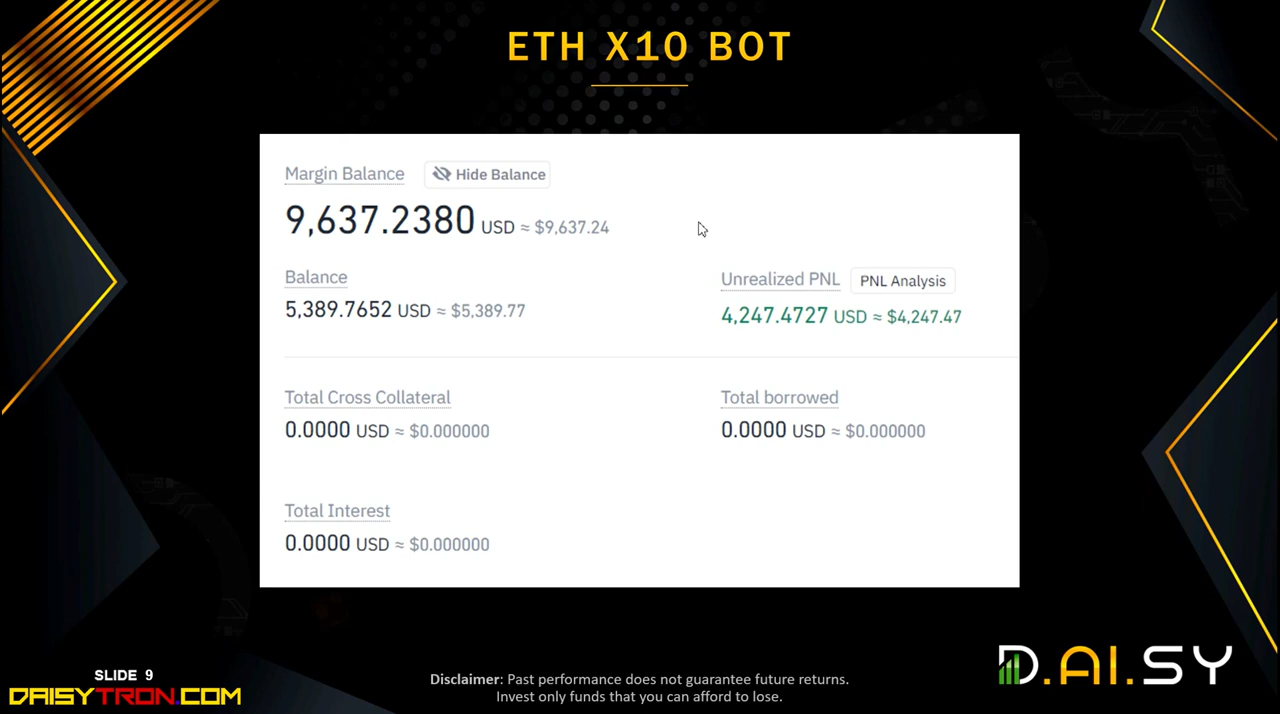 ETH X10 BOT
Margin Balance Hide Balance
9,637.2380 USD ≈ $9,637.24
Balance
5,389.7652 USD ≈ $5,389.77
Unrealized PNL PNL Analysis
4,247.4727 USD ≈ $4,247.47
Total Cross Collateral
0.0000 USD ≈ $0.000000
Total borrowed
0.0000 USD ≈ $0.000000
Total Interest
0.0000 USD ≈ $0.000000
SLIDE 9
DAISYTRON.COM
Disclaimer: Past performance does not guarantee future returns.
Invest only funds that you can afford to lose.
D.AI.SY